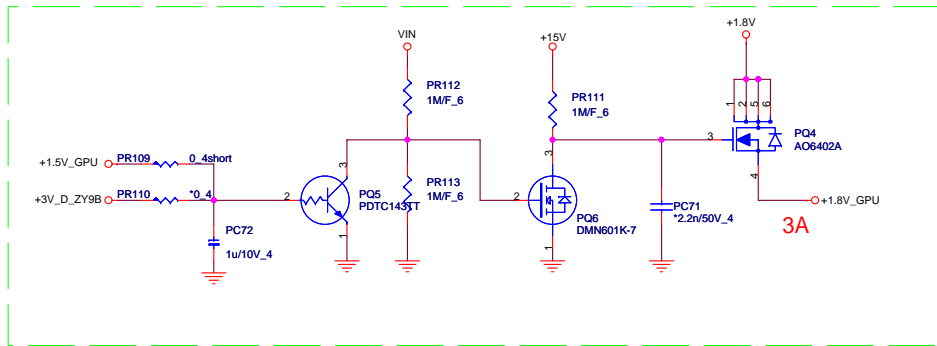 +1.8V
VIN
+15V
PR112
1M/F_6
PR111
1M/F_6
1 2 5 6
3
PQ4
AO6402A
4
+1.8V_GPU
3A
+1.5V_GPU PR109 0_4short
+3V_D_ZY9B PR110 *0_4
3
2
1
PQ5
PDTC143TT
PR113
1M/F_6
3
2
1
PQ6
DMN601K-7
PC71
*2.2n/50V_4
PC72
1u/10V_4